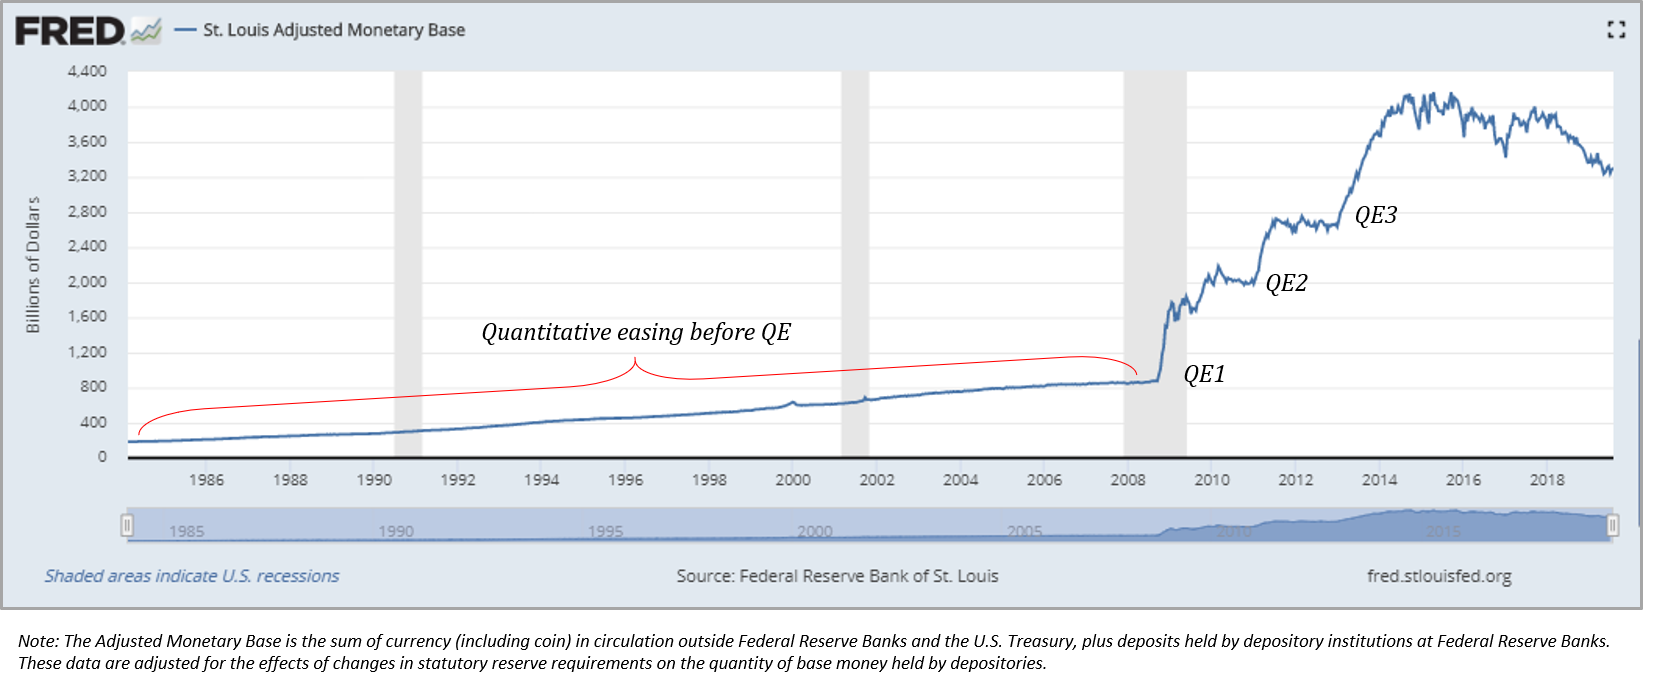 FRED St. Louis Adjusted Monetary Base
4,400
4,000
3,600
3,200
2,800
2,400
2,000
1,600
1,200
800
400
0
Billions of Dollars
QE3
QE2
Quantitative easing before QE
QE1
1986 1988 1990 1992 1994 1996 1998 2000 2002 2004 2006 2008 2010 2012 2014 2016 2018
1985 1990 1995 2000 2005 2010 2015
Shaded areas indicate U.S. recessions Source: Federal Reserve Bank of St. Louis fred.stlouisfed.org
Note: The Adjusted Monetary Base is the sum of currency (including coin) in circulation outside Federal Reserve Banks and the U.S. Treasury, plus deposits held by depository institutions at Federal Reserve Banks.
These data are adjusted for the effects of changes in statutory reserve requirements on the quantity of base money held by depositories.